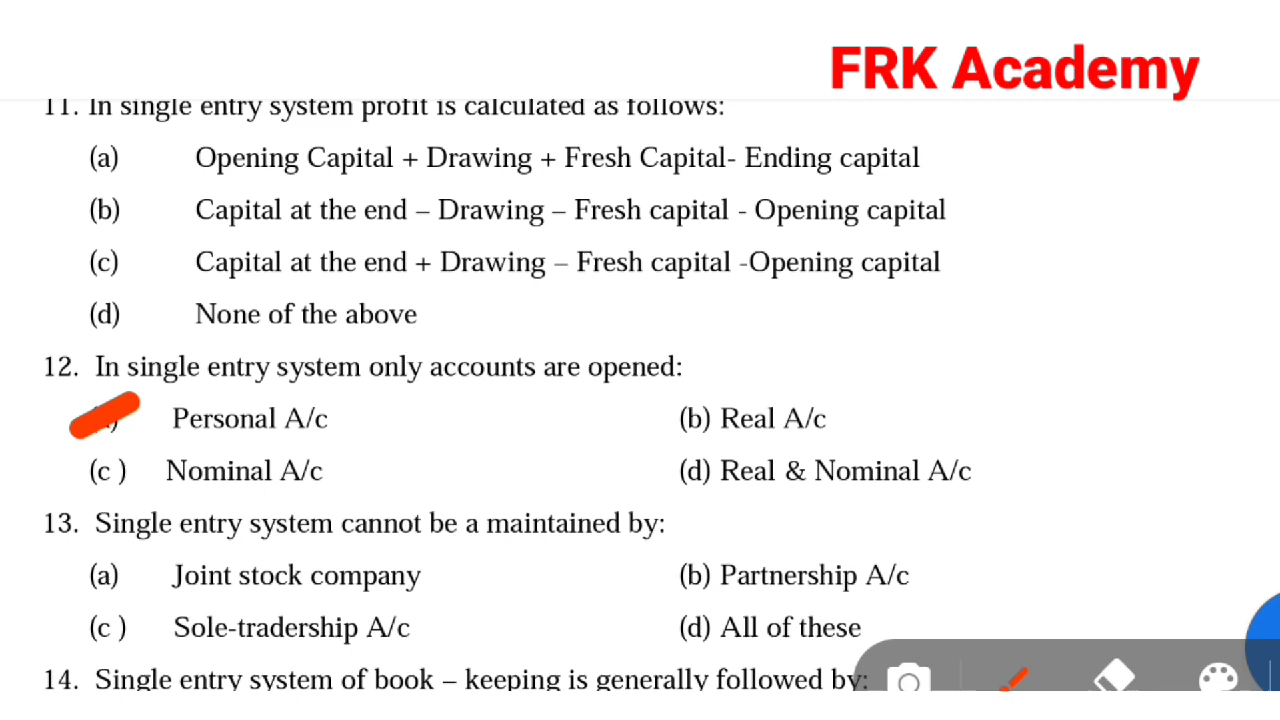 FRK Academy
11. In single entry system profit is calculated as follows:
(a) Opening Capital + Drawing + Fresh Capital- Ending capital
(b) Capital at the end – Drawing – Fresh capital - Opening capital
(c) Capital at the end + Drawing – Fresh capital -Opening capital
(d) None of the above
12. In single entry system only accounts are opened:
Personal A/c (b) Real A/c
(c ) Nominal A/c (d) Real & Nominal A/c
13. Single entry system cannot be a maintained by:
(a) Joint stock company (b) Partnership A/c
(c ) Sole-tradership A/c (d) All of these
14. Single entry system of book – keeping is generally followed by: